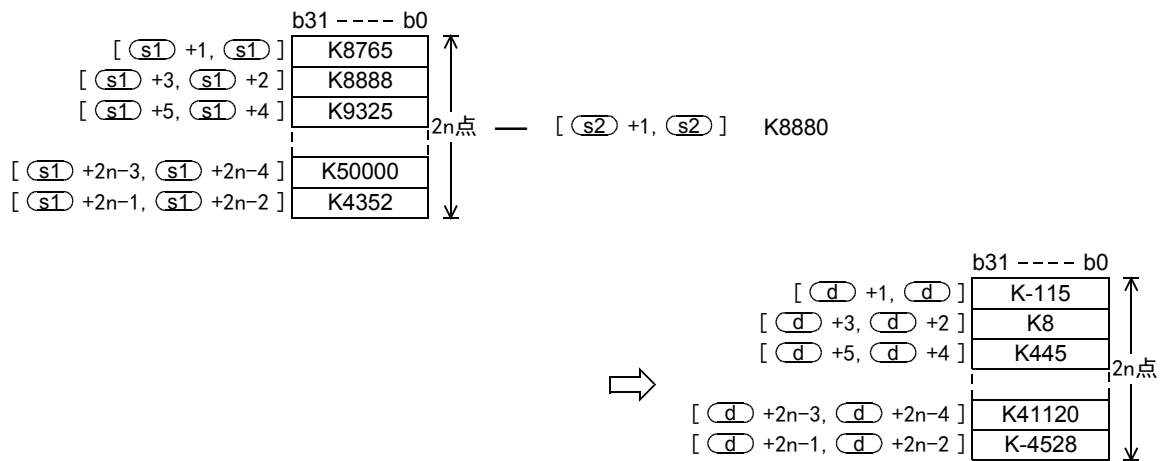 b31 ---- b0
[ s1 +1, s1 ] K8765
[ s1 +3, s1 +2 ] K8888
[ s1 +5, s1 +4 ] K9325
2n点 — [ s2 +1, s2 ] K8880
[ s1 +2n-3, s1 +2n-4 ] K50000
[ s1 +2n-1, s1 +2n-2 ] K4352
b31 ---- b0
[ d +1, d ] K-115
[ d +3, d +2 ] K8
[ d +5, d +4 ] K445
2n点
[ d +2n-3, d +2n-4 ] K41120
[ d +2n-1, d +2n-2 ] K-4528